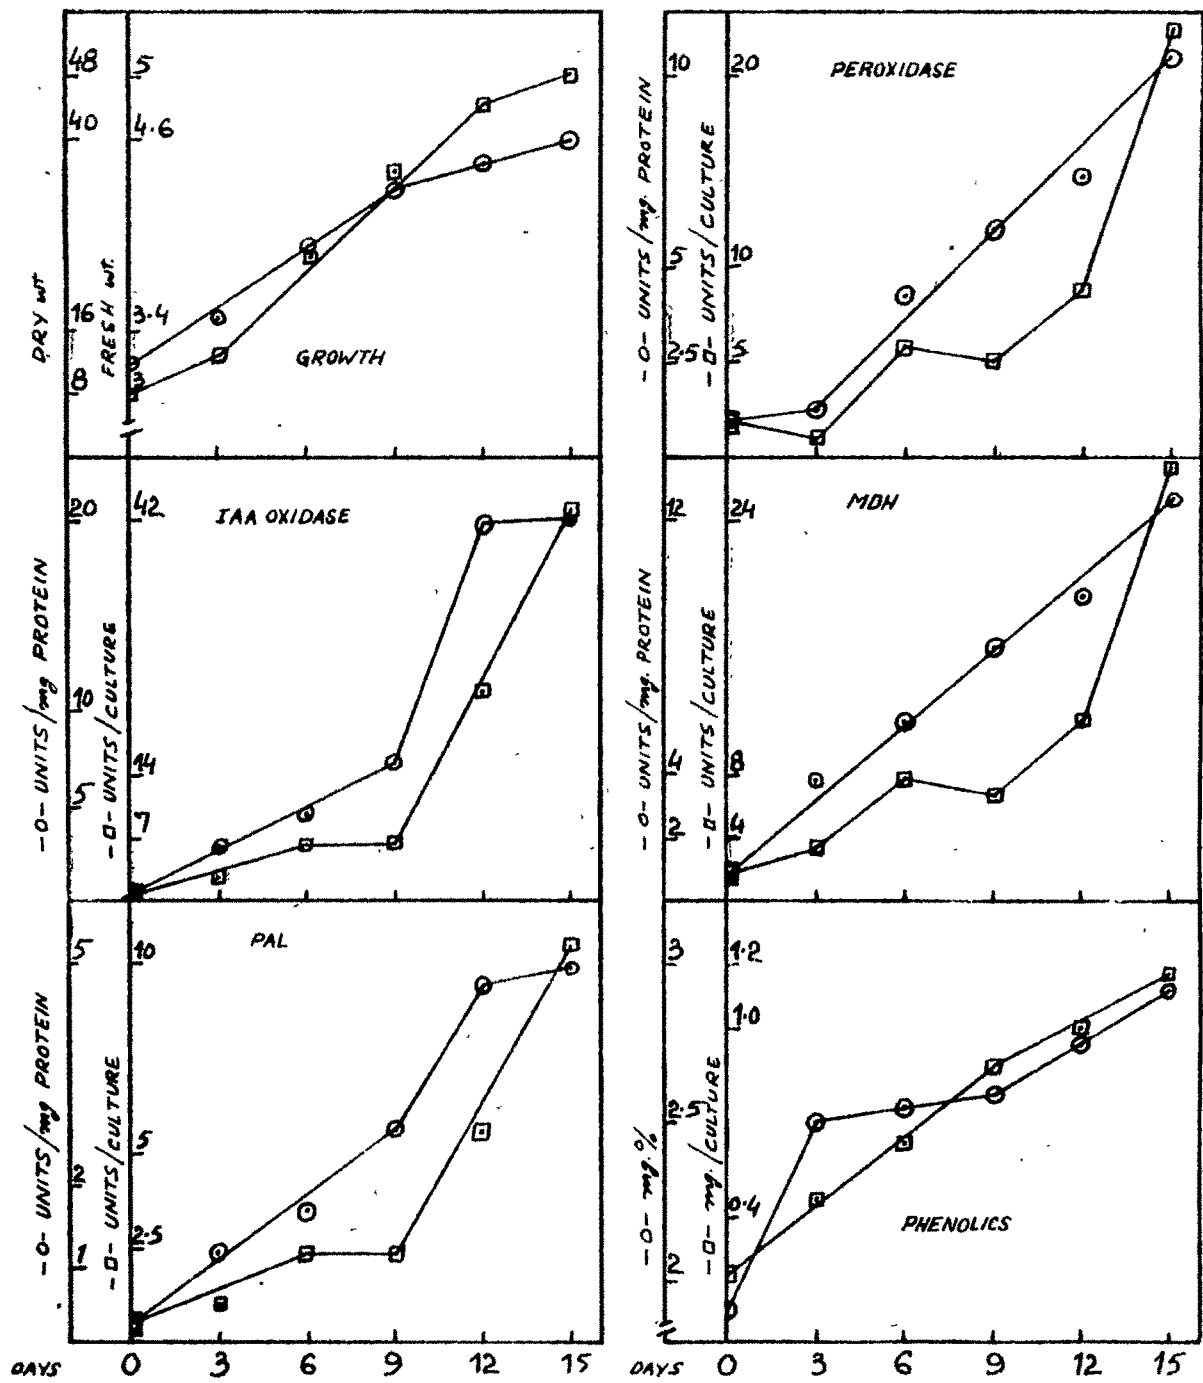 48 5
40 4.6
16 3.4
8 3
DRY WT
FRESH WT.
GROWTH
10 20
5 10
2.5 5
-O- UNITS/mg. PROTEIN
-□- UNITS/CULTURE
PEROXIDASE
20 42
10 14
5 7
-O- UNITS/mg PROTEIN
-□- UNITS/CULTURE
IAA OXIDASE
12 24
4 8
2 4
-O- UNITS/mg. PROTEIN
-□- UNITS/CULTURE
MDH
5 10
2 5
1 2.5
-O- UNITS/mg PROTEIN
-□- UNITS/CULTURE
PAL
3 1.2
1.0
2.5
0.4
2
-O- mg.%
-□- mg./CULTURE
PHENOLICS
DAYS 0 3 6 9 12 15
DAYS 0 3 6 9 12 15